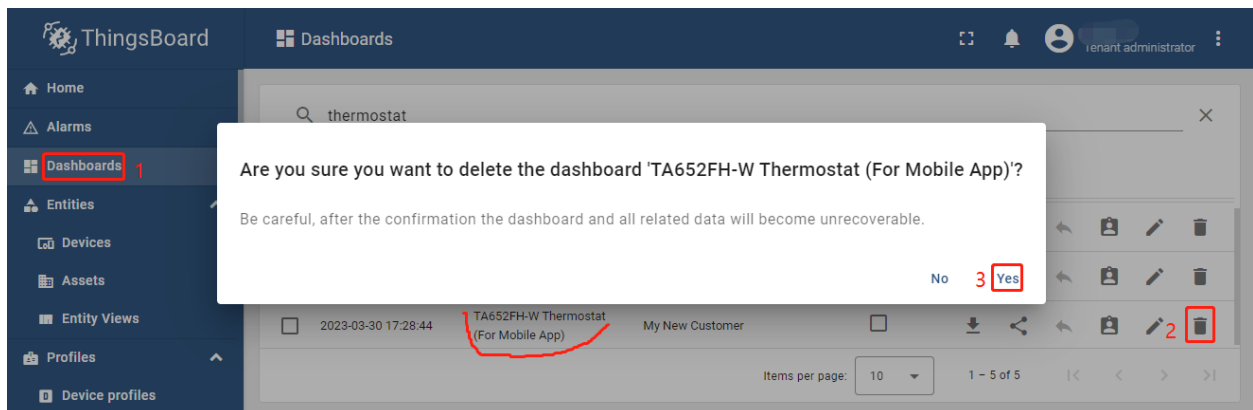 ThingsBoard
Dashboards
Tenant administrator
Home
thermostat
Alarms
Dashboards 1
Are you sure you want to delete the dashboard 'TA652FH-W Thermostat (For Mobile App)'?
Entities
Be careful, after the confirmation the dashboard and all related data will become unrecoverable.
Devices
Assets
No 3 Yes
Entity Views
2023-03-30 17:28:44
TA652FH-W Thermostat
(For Mobile App)
My New Customer
2
Profiles
Items per page: 10
1 – 5 of 5
Device profiles